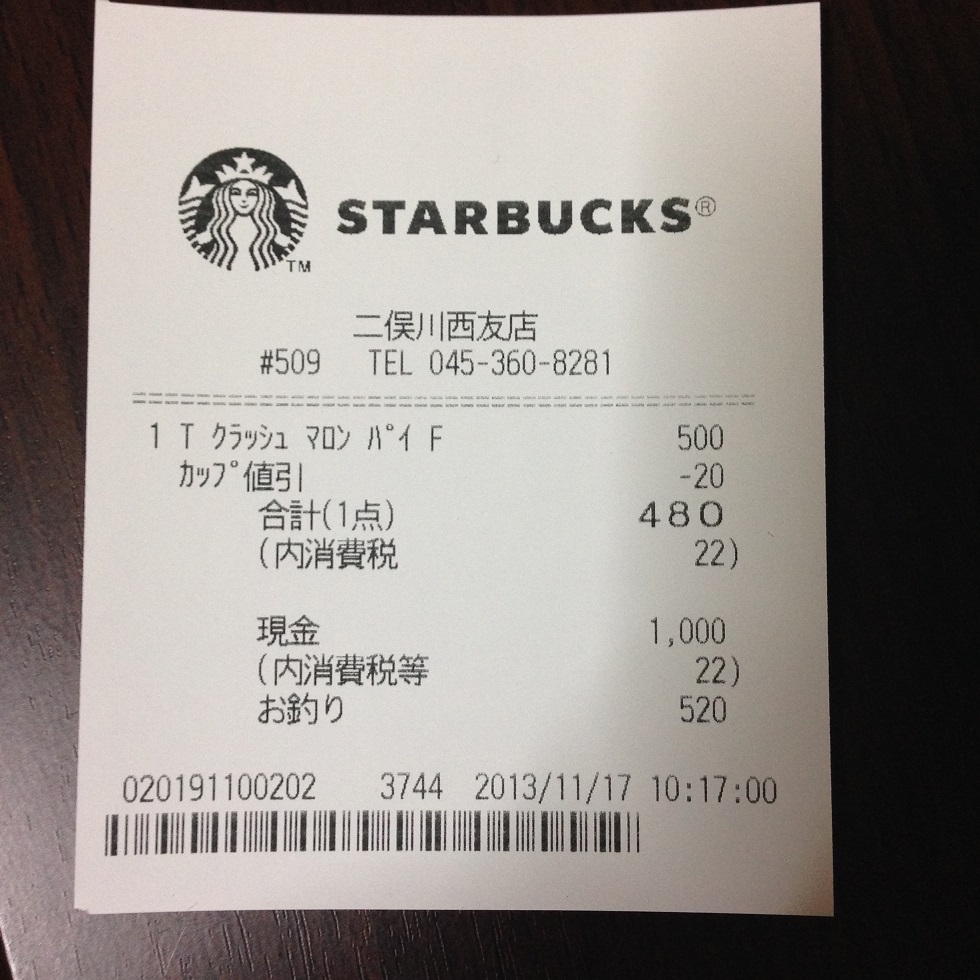 STARBUCKS®
TM
二俣川西友店
#509 TEL 045-360-8281
1 T ｸﾗｯｼｭ ﾏﾛﾝ ﾊﾟｲ F 500
ｶｯﾌﾟ値引 -20
合計(1点) 480
(内消費税 22)
現金 1,000
(内消費税等 22)
お釣り 520
020191100202 3744 2013/11/17 10:17:00